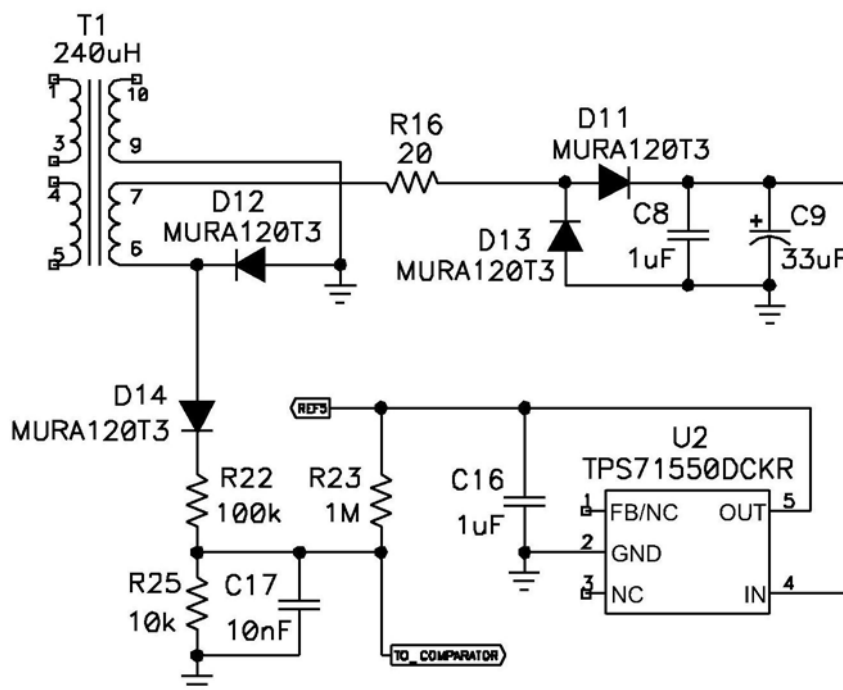 T1
240uH
1
10
3
9
4
7
5
6
D12
MURA120T3
R16
20
D11
MURA120T3
D13
MURA120T3
C8
1uF
+
C9
33uF
D14
MURA120T3
REF5
R22
100k
R23
1M
C16
1uF
U2
TPS71550DCKR
1
FB/NC
OUT
5
2
GND
3
NC
IN
4
R25
10k
C17
10nF
TO_COMPARATOR